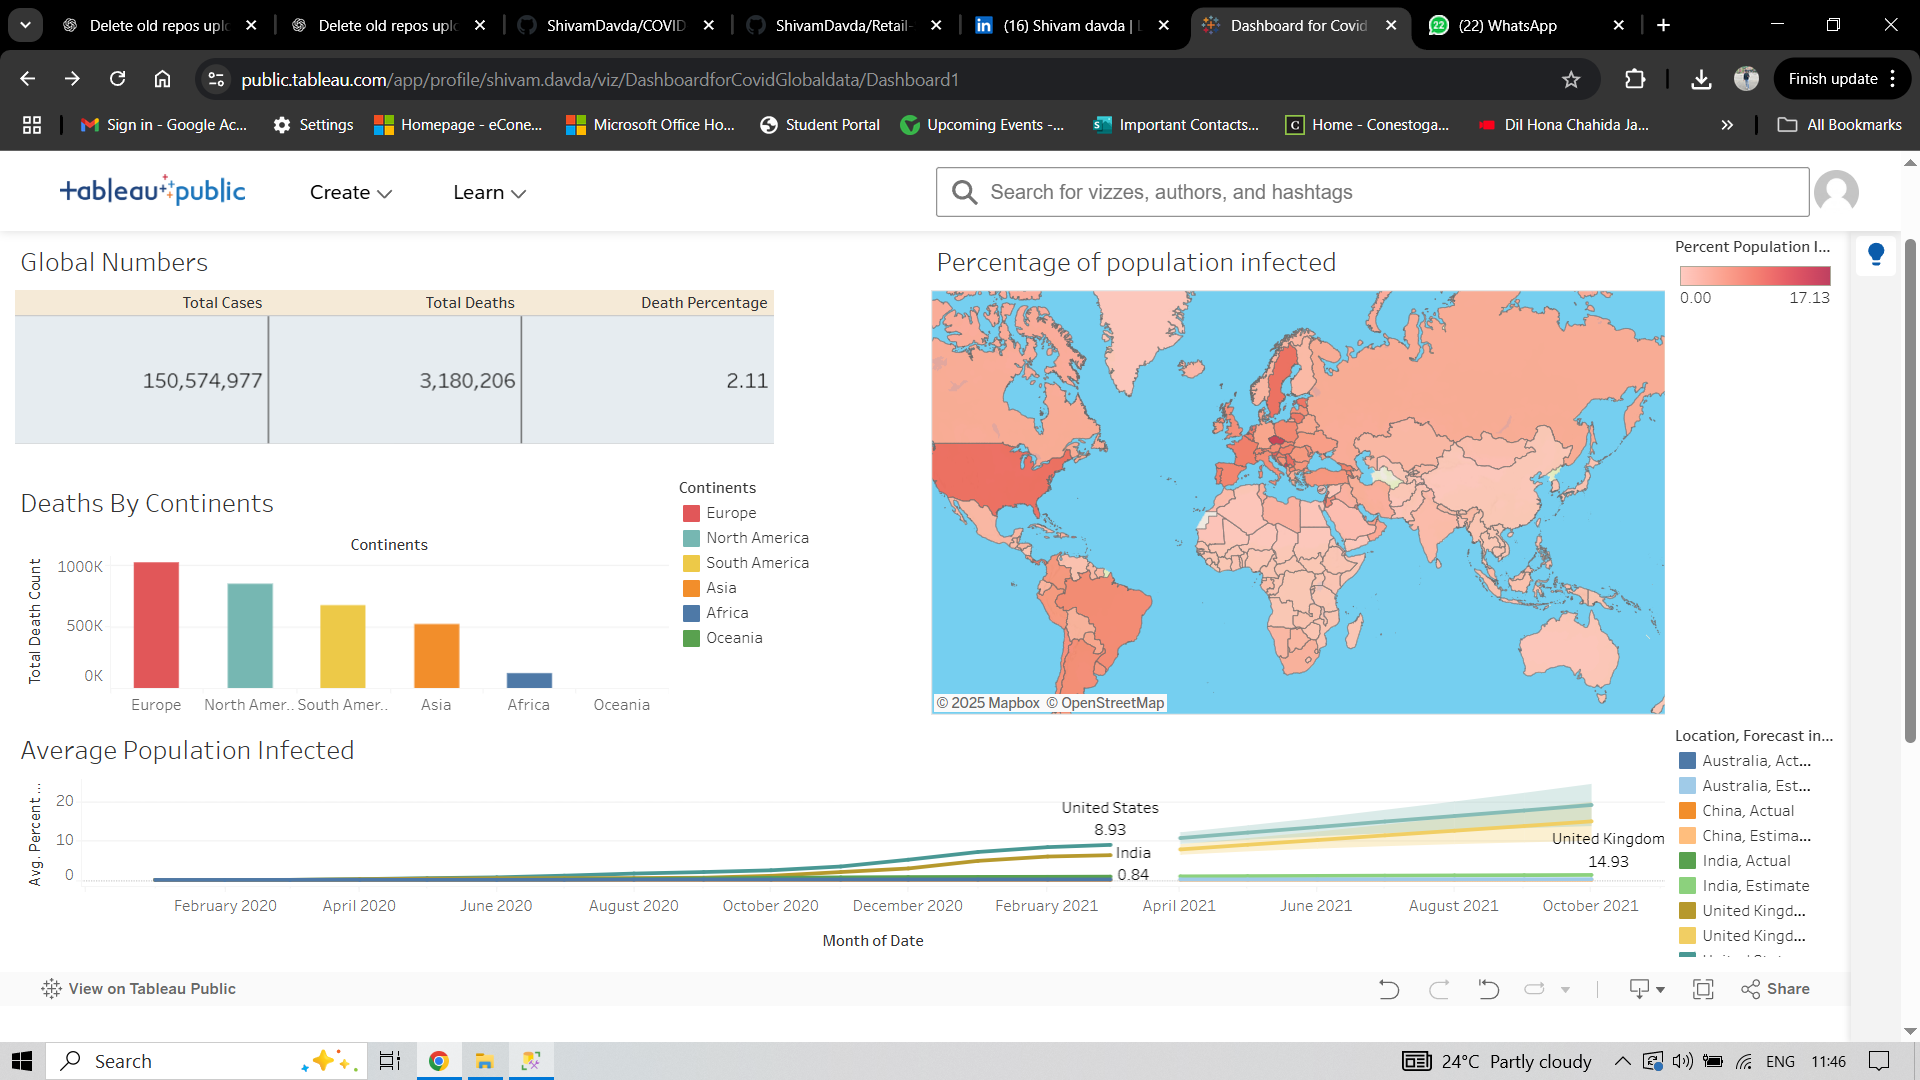 Delete old repos uplo
Delete old repos uplo
ShivamDavda/COVID
ShivamDavda/Retail-
(16) Shivam davda | L
Dashboard for Covid
22
(22) WhatsApp
public.tableau.com/app/profile/shivam.davda/viz/DashboardforCovidGlobaldata/Dashboard1
Finish update
Sign in - Google Ac...
Settings
Homepage - eCone...
Microsoft Office Ho...
Student Portal
Upcoming Events -...
Important Contacts...
Home - Conestoga...
Dil Hona Chahida Ja...
All Bookmarks
tableau public
Create
Learn
Search for vizzes, authors, and hashtags
Global Numbers
Total Cases Total Deaths Death Percentage
150,574,977 3,180,206 2.11
Percentage of population infected
Percent Population I...
0.00 17.13
© 2025 Mapbox © OpenStreetMap
Deaths By Continents
Continents
Total Death Count
1000K
500K
0K
Europe North Amer.. South Amer.. Asia Africa Oceania
Continents
Europe
North America
South America
Asia
Africa
Oceania
Average Population Infected
Avg. Percent ...
20
10
0
United States
8.93
India
0.84
United Kingdom
14.93
February 2020 April 2020 June 2020 August 2020 October 2020 December 2020 February 2021 April 2021 June 2021 August 2021 October 2021
Month of Date
Location, Forecast in...
Australia, Act...
Australia, Est...
China, Actual
China, Estima...
India, Actual
India, Estimate
United Kingd...
United Kingd...
View on Tableau Public
Share
Search
24°C Partly cloudy
ENG
11:46